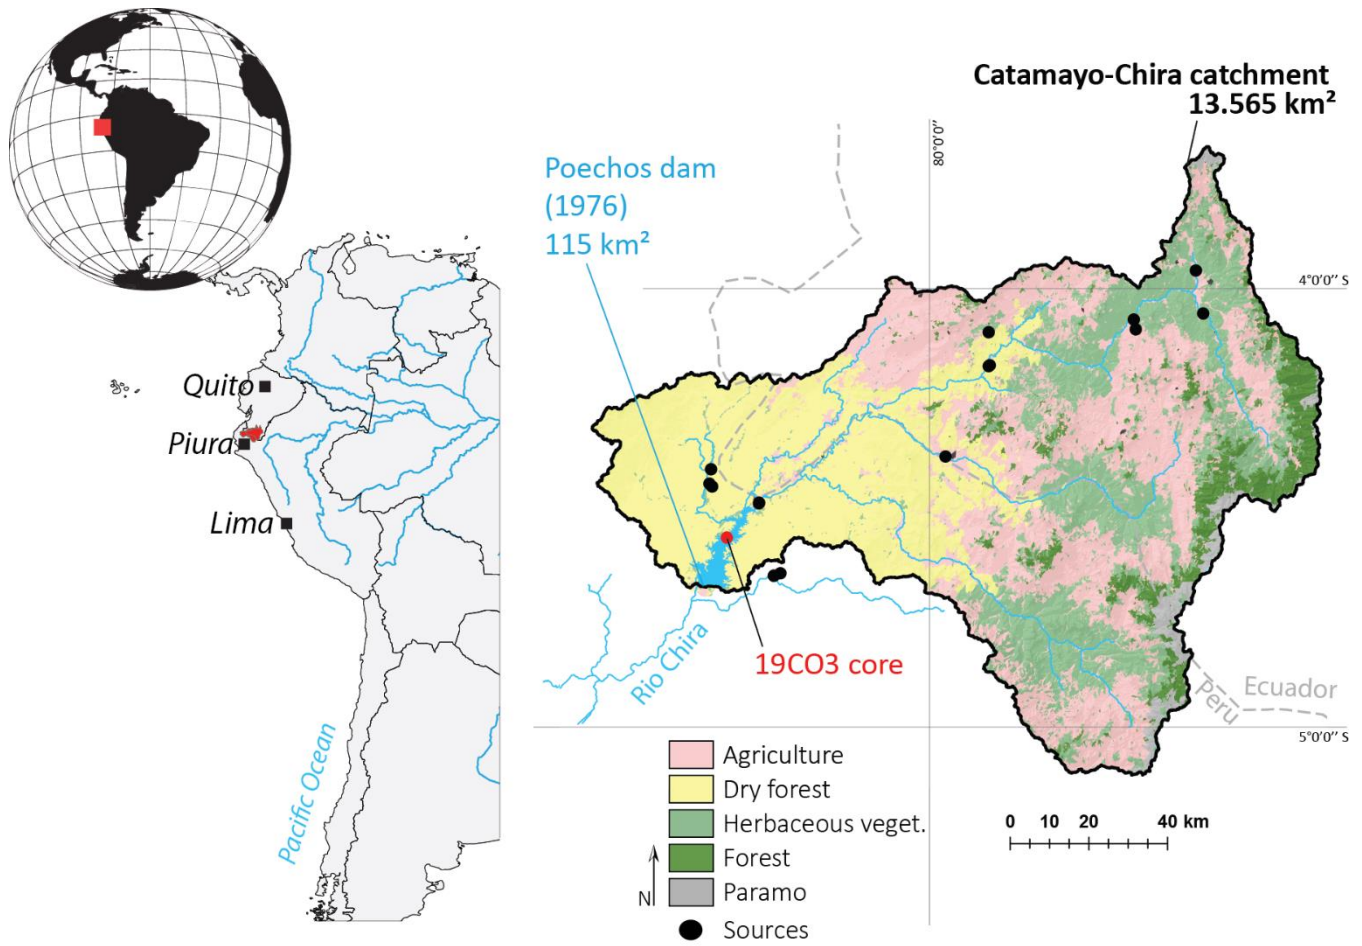 Catamayo-Chira catchment
13.565 km²
80°0'0''
Poechos dam
(1976)
115 km²
4°0'0'' S
Quito
Piura
Lima
19CO3 core
Rio Chira
Ecuador
Peru
5°0'0'' S
Pacific Ocean
Agriculture
Dry forest
Herbaceous veget.
Forest
Paramo
Sources
N
0 10 20 40 km